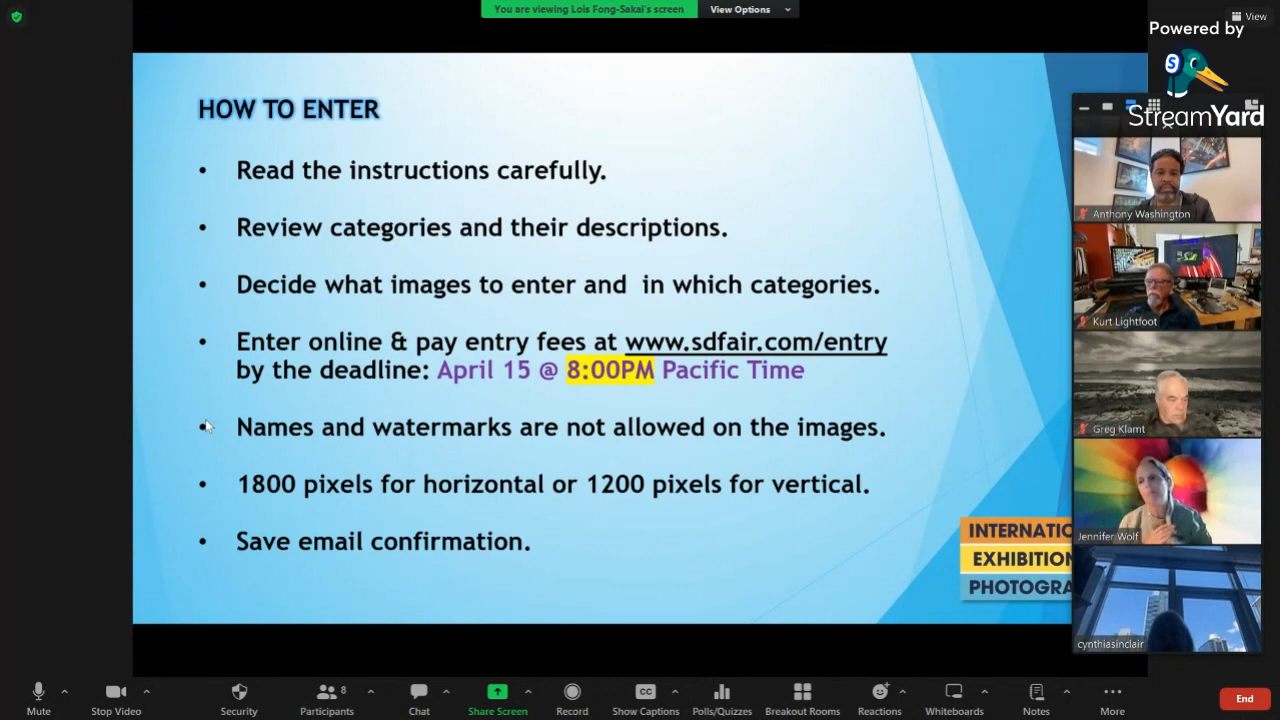 You are viewing Lois Fong-Sakai's screen
View Options
View
Powered by
StreamYard
HOW TO ENTER
• Read the instructions carefully.
• Review categories and their descriptions.
• Decide what images to enter and in which categories.
• Enter online & pay entry fees at www.sdfair.com/entry
by the deadline: April 15 @ 8:00PM Pacific Time
• Names and watermarks are not allowed on the images.
• 1800 pixels for horizontal or 1200 pixels for vertical.
• Save email confirmation.
INTERNATIO
EXHIBITION
PHOTOGRA
Anthony Washington
Kurt Lightfoot
Greg Klamt
Jennifer Wolf
cynthiasinclair
Mute
Stop Video
Security
8
Participants
Chat
Share Screen
Record
CC
Show Captions
Polls/Quizzes
Breakout Rooms
Reactions
Whiteboards
Notes
More
End